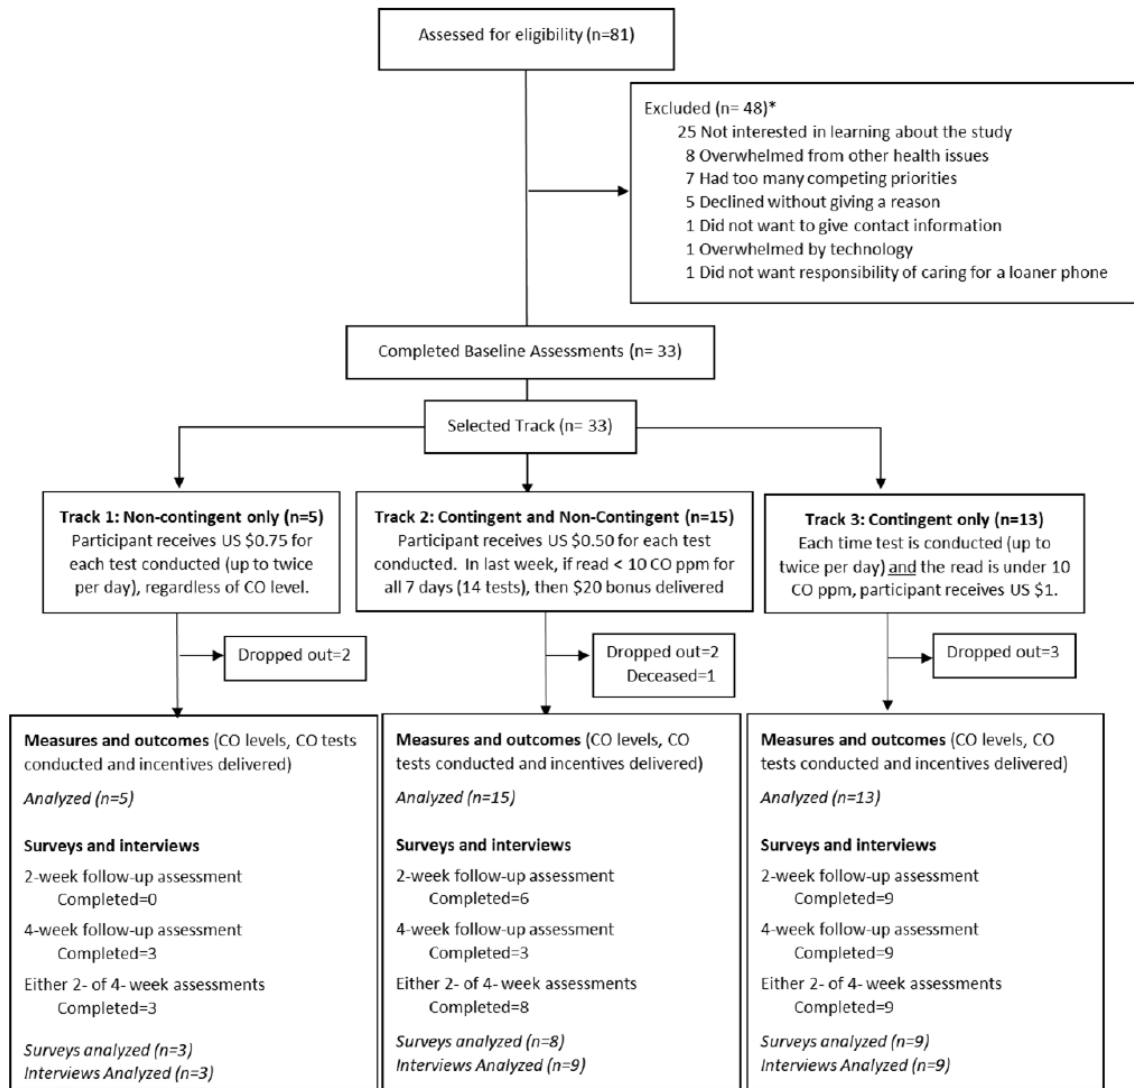 Assessed for eligibility (n=81)
Excluded (n= 48)*
25 Not interested in learning about the study
8 Overwhelmed from other health issues
7 Had too many competing priorities
5 Declined without giving a reason
1 Did not want to give contact information
1 Overwhelmed by technology
1 Did not want responsibility of caring for a loaner phone
Completed Baseline Assessments (n= 33)
Selected Track (n= 33)
Track 1: Non-contingent only (n=5)
Participant receives US $0.75 for
each test conducted (up to twice
per day), regardless of CO level.
Track 2: Contingent and Non-Contingent (n=15)
Participant receives US $0.50 for each test
conducted. In last week, if read < 10 CO ppm for
all 7 days (14 tests), then $20 bonus delivered
Track 3: Contingent only (n=13)
Each time test is conducted (up to
twice per day) and the read is under 10
CO ppm, participant receives US $1.
Dropped out=2
Dropped out=2
Deceased=1
Dropped out=3
Measures and outcomes (CO levels, CO tests
conducted and incentives delivered)
Analyzed (n=5)
Surveys and interviews
2-week follow-up assessment
Completed=0
4-week follow-up assessment
Completed=3
Either 2- of 4- week assessments
Completed=3
Surveys analyzed (n=3)
Interviews Analyzed (n=3)
Measures and outcomes (CO levels, CO
tests conducted and incentives delivered)
Analyzed (n=15)
Surveys and interviews
2-week follow-up assessment
Completed=6
4-week follow-up assessment
Completed=3
Either 2- of 4- week assessments
Completed=8
Surveys analyzed (n=8)
Interviews Analyzed (n=9)
Measures and outcomes (CO levels, CO
tests conducted and incentives delivered)
Analyzed (n=13)
Surveys and interviews
2-week follow-up assessment
Completed=9
4-week follow-up assessment
Completed=9
Either 2- of 4- week assessments
Completed=9
Surveys analyzed (n=9)
Interviews Analyzed (n=9)